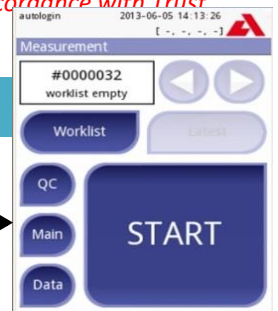 cordance with Trust
autologin 2013-06-05 14:13:26
[ -, -, -, -]
Measurement
#0000032
worklist empty
Worklist Latest
QC
Main
START
Data